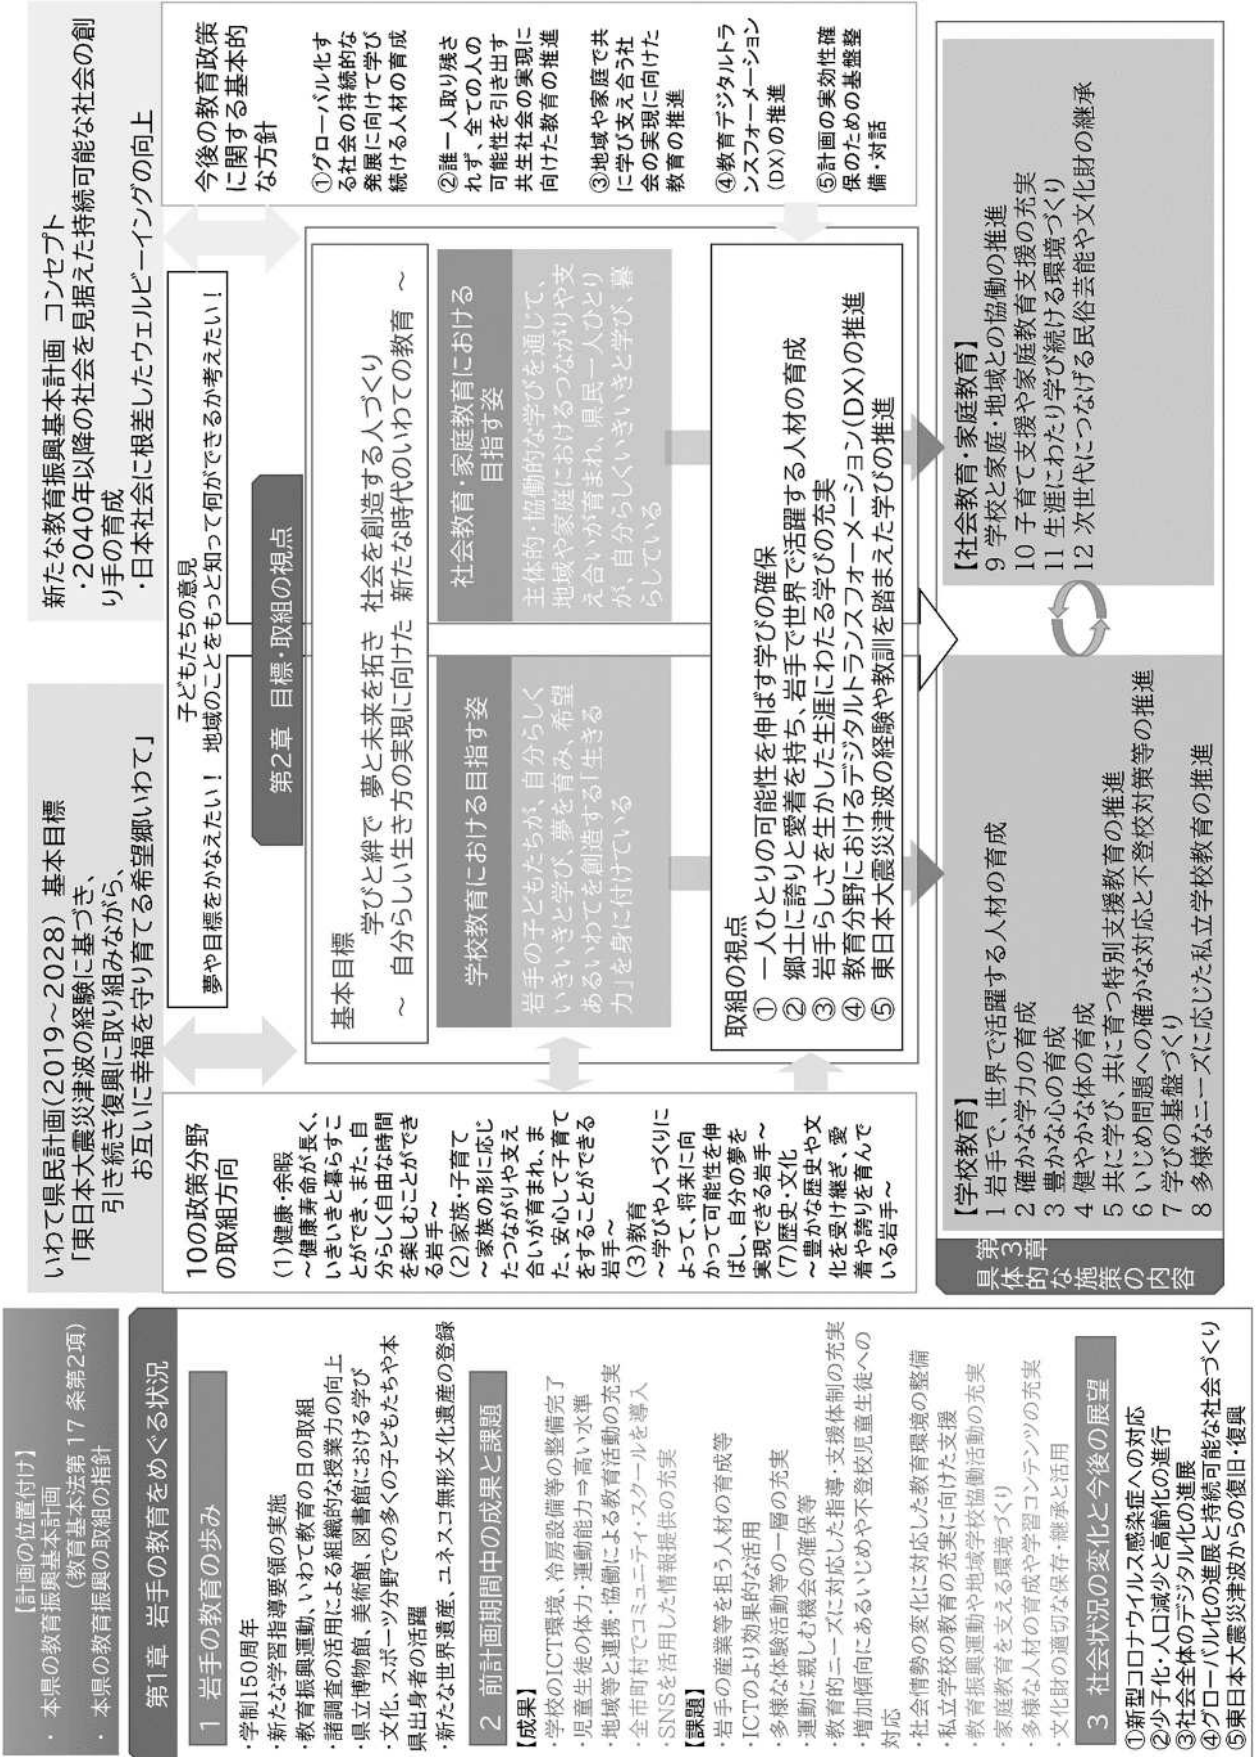 【計画の位置付け】
・ 本県の教育振興基本計画
（教育基本法第 17 条第2項）
・ 本県の教育振興の取組の指針
第1章　岩手の教育をめぐる状況
1　岩手の教育の歩み
・学制150周年
・新たな学習指導要領の実施
・教育振興運動、いわて教育の日の取組
・諸調査の活用による組織的な授業力の向上
・県立博物館、美術館、図書館における学び
・文化、スポーツ分野での多くの子どもたちや本
県出身者の活躍
・新たな世界遺産、ユネスコ無形文化遺産の登録
2　前計画期間中の成果と課題
【成果】
・学校のICT環境、冷房設備等の整備完了
・児童生徒の体力・運動能力⇒高い水準
・地域等と連携・協働による教育活動の充実
・全市町村でコミュニティ・スクールを導入
・SNSを活用した情報提供の充実
【課題】
・岩手の産業等を担う人材の育成等
・ICTのより効果的な活用
・多様な体験活動等の一層の充実
・運動に親しむ機会の確保等
・教育的ニーズに対応した指導・支援体制の充実
・増加傾向にあるいじめや不登校児童生徒への
対応
・社会情勢の変化に対応した教育環境の整備
・私立学校の教育の充実に向けた支援
・教育振興運動や地域学校協働活動の充実
・家庭教育を支える環境づくり
・多様な人材の育成や学習コンテンツの充実
・文化財の適切な保存・継承と活用
3　社会状況の変化と今後の展望
①新型コロナウイルス感染症への対応
②少子化・人口減少と高齢化の進行
③社会全体のデジタル化の進展
④グローバル化の進展と持続可能な社会づくり
⑤東日本大震災津波からの復旧・復興
いわて県民計画(2019～2028)　基本目標
「東日本大震災津波の経験に基づき、
引き続き復興に取り組みながら、
お互いに幸福を守り育てる希望郷いわて」
新たな教育振興基本計画　コンセプト
・2040年以降の社会を見据えた持続可能な社会の創
り手の育成
・日本社会に根差したウェルビーイングの向上
10の政策分野
の取組方向
(1)健康・余暇
～健康寿命が長く、
いきいきと暮らすこ
とができ、また、自
分らしく自由な時間
を楽しむことができ
る岩手～
(2)家族・子育て
～家族の形に応じ
たつながりや支え
合いが育まれ、ま
た、安心して子育て
をすることができる
岩手～
(3)教育
～学びや人づくりに
よって、将来に向
かって可能性を伸
ばし、自分の夢を
実現できる岩手～
(7)歴史・文化
～豊かな歴史や文
化を受け継ぎ、愛
着や誇りを育んで
いる岩手～
子どもたちの意見
夢や目標をかなえたい！　地域のことをもっと知って何ができるか考えたい！
第2章　目標・取組の視点
基本目標
学びと絆で　夢と未来を拓き　社会を創造する人づくり
～　自分らしい生き方の実現に向けた　新たな時代のいわての教育　～
学校教育における目指す姿
岩手の子どもたちが、自分らしく
いきいきと学び、夢を育み、希望
あるいわてを創造する「生きる
力」を身に付けている
社会教育・家庭教育における
目指す姿
主体的・協働的な学びを通じて、
地域や家庭におけるつながりや支
え合いが育まれ、県民一人ひとり
が、自分らしくいきいきと学び、暮
らしている
取組の視点
① 一人ひとりの可能性を伸ばす学びの確保
② 郷土に誇りと愛着を持ち、岩手で世界で活躍する人材の育成
③ 岩手らしさを生かした生涯にわたる学びの充実
④ 教育分野におけるデジタルトランスフォーメーション(DX)の推進
⑤ 東日本大震災津波の経験や教訓を踏まえた学びの推進
今後の教育政策
に関する基本的
な方針
①グローバル化す
る社会の持続的な
発展に向けて学び
続ける人材の育成
②誰一人取り残さ
れず、全ての人の
可能性を引き出す
共生社会の実現に
向けた教育の推進
③地域や家庭で共
に学び支え合う社
会の実現に向けた
教育の推進
④教育デジタルトラ
ンスフォーメーション
（DX）の推進
⑤計画の実効性確
保のための基盤整
備・対話
第3章
具体的な施策の内容
【学校教育】
1 岩手で、世界で活躍する人材の育成
2 確かな学力の育成
3 豊かな心の育成
4 健やかな体の育成
5 共に学び、共に育つ特別支援教育の推進
6 いじめ問題への確かな対応と不登校対策等の推進
7 学びの基盤づくり
8 多様なニーズに応じた私立学校教育の推進
【社会教育・家庭教育】
9 学校と家庭・地域との協働の推進
10 子育て支援や家庭教育支援の充実
11 生涯にわたり学び続ける環境づくり
12 次世代につなげる民俗芸能や文化財の継承